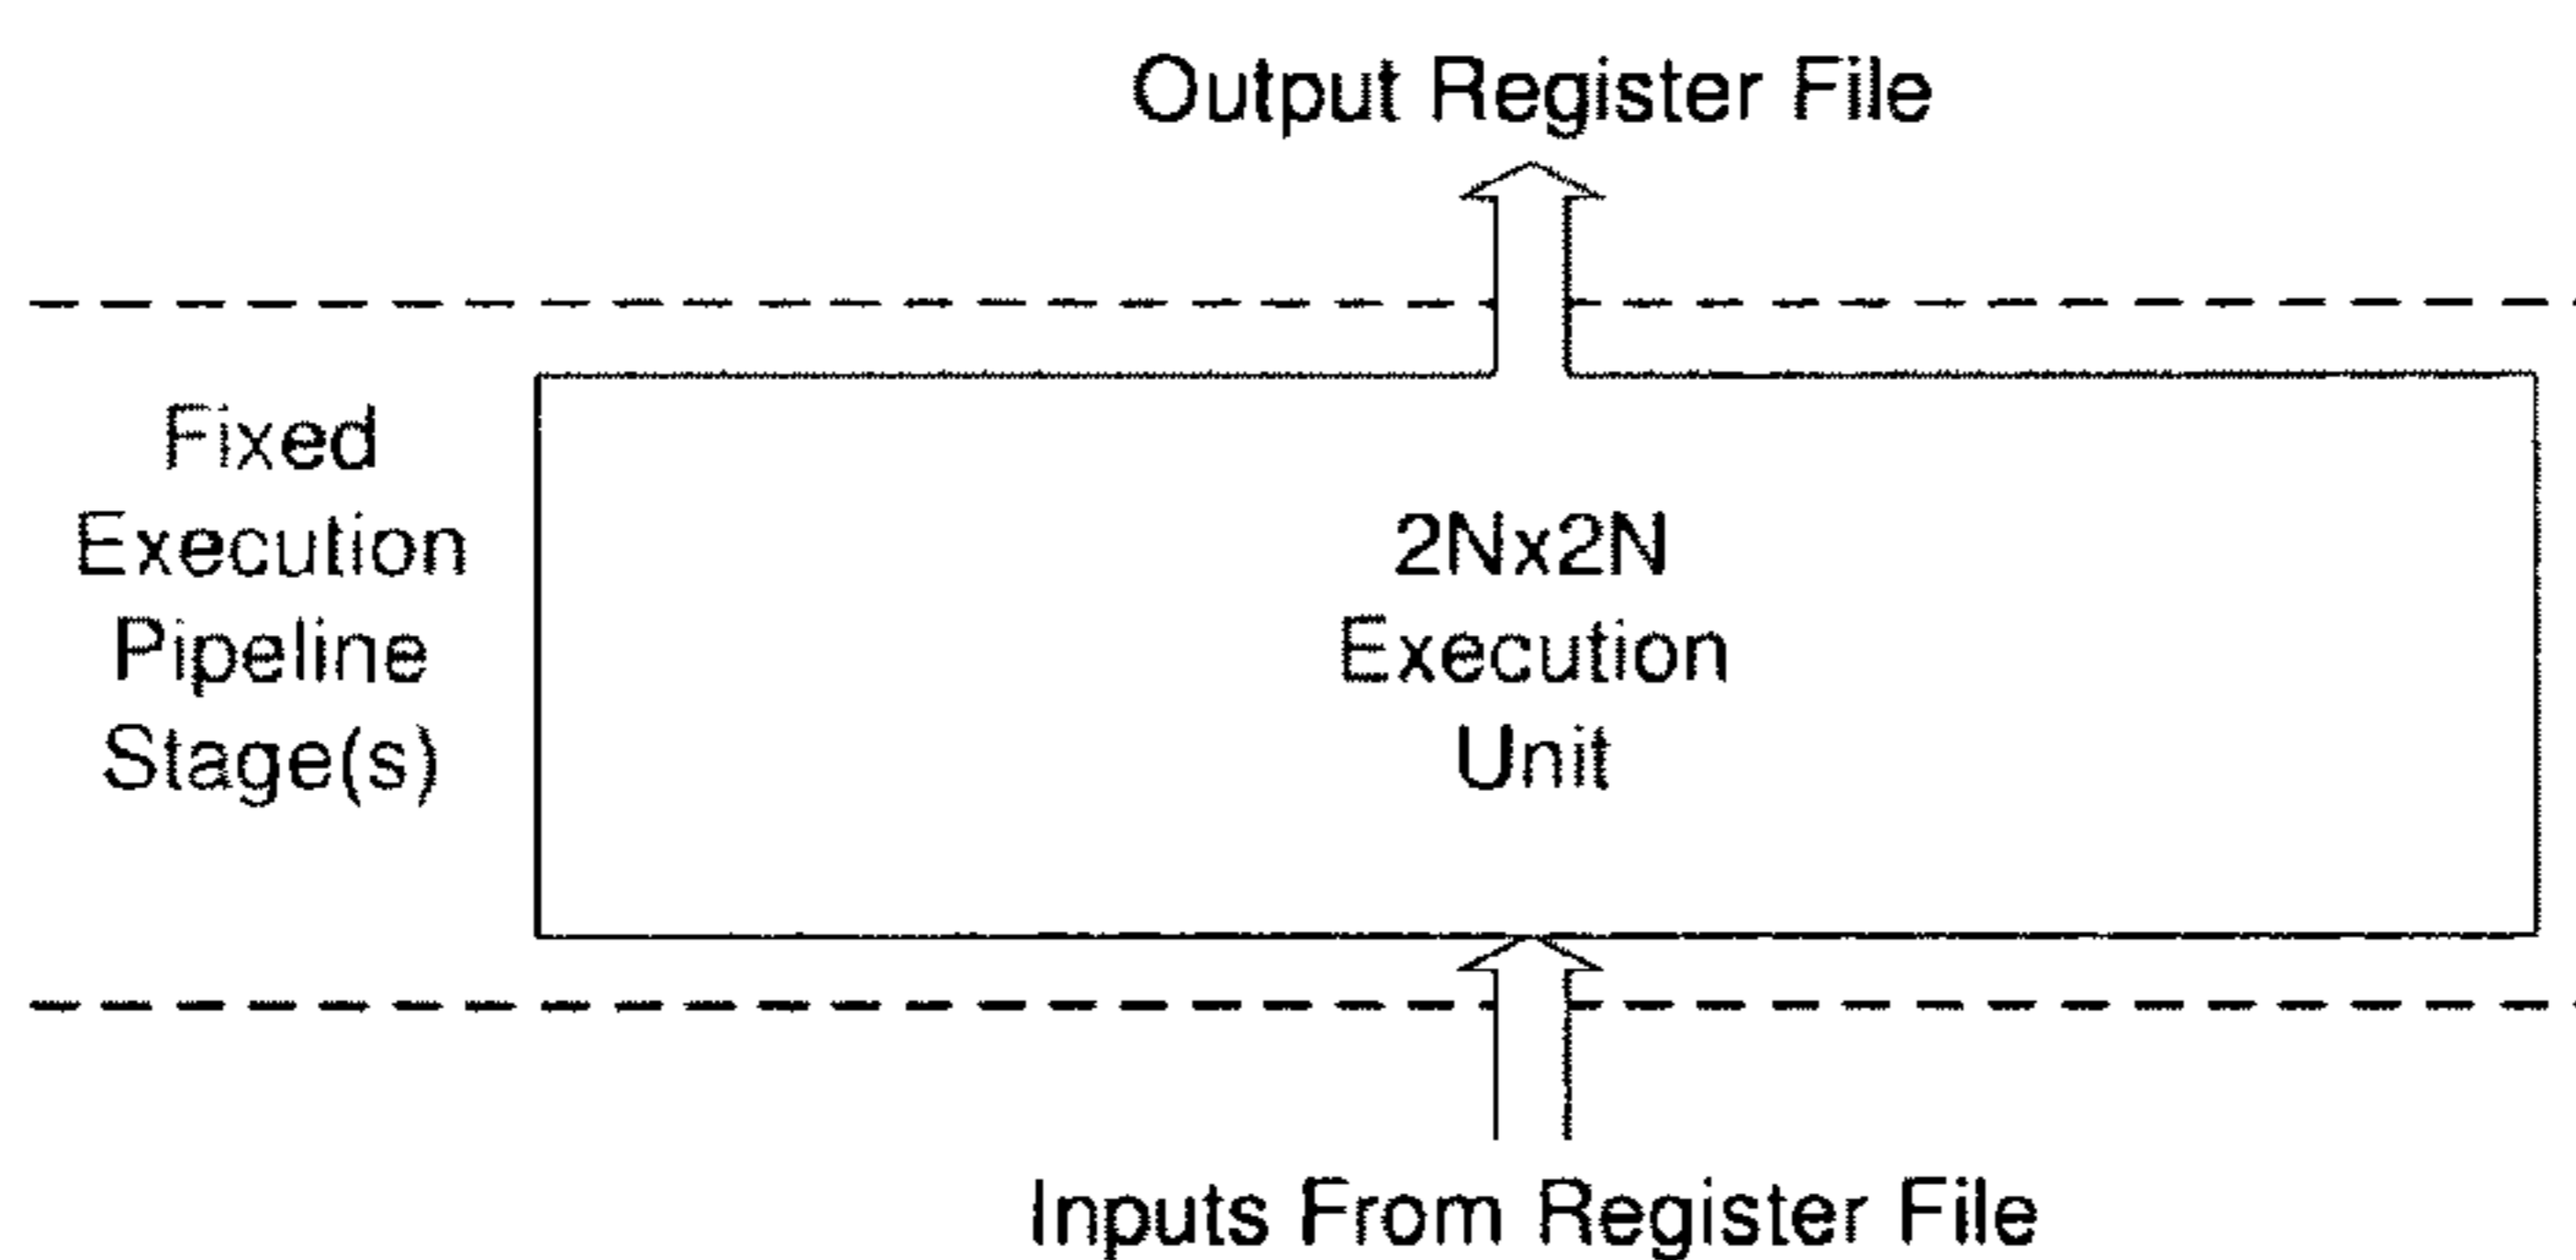 Output Register File
Fixed
Execution
Pipeline
Stage(s)
2Nx2N
Execution
Unit
Inputs From Register File